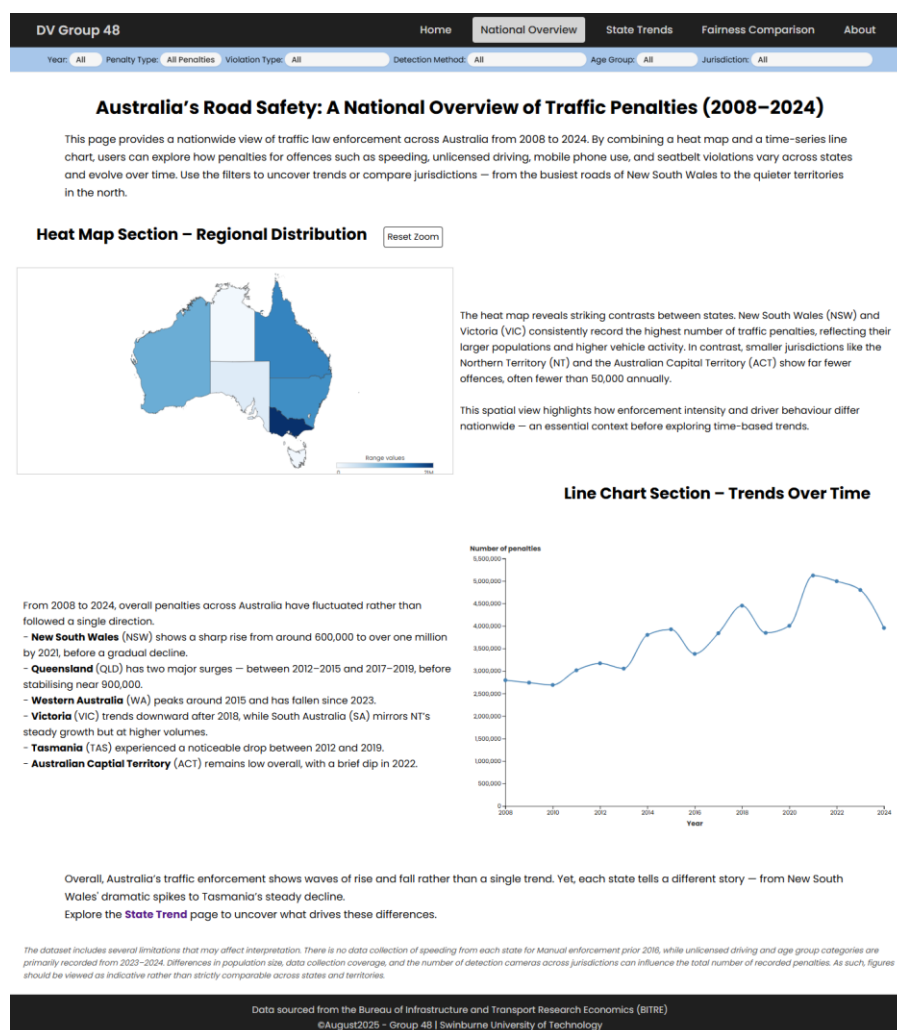 DV Group 48
Home National Overview State Trends Fairness Comparison About
Year: All Penalty Type: All Penalties Violation Type: All Detection Method: All Age Group: All Jurisdiction: All
Australia's Road Safety: A National Overview of Traffic Penalties (2008–2024)
This page provides a nationwide view of traffic law enforcement across Australia from 2008 to 2024. By combining a heat map and a time-series line
chart, users can explore how penalties for offences such as speeding, unlicensed driving, mobile phone use, and seatbelt violations vary across states
and evolve over time. Use the filters to uncover trends or compare jurisdictions — from the busiest roads of New South Wales to the quieter territories
in the north.
Heat Map Section – Regional Distribution
Reset Zoom
The heat map reveals striking contrasts between states. New South Wales (NSW) and
Victoria (VIC) consistently record the highest number of traffic penalties, reflecting their
larger populations and higher vehicle activity. In contrast, smaller jurisdictions like the
Northern Territory (NT) and the Australian Capital Territory (ACT) show far fewer
offences, often fewer than 50,000 annually.
This spatial view highlights how enforcement intensity and driver behaviour differ
nationwide — an essential context before exploring time-based trends.
Range values
Line Chart Section – Trends Over Time
From 2008 to 2024, overall penalties across Australia have fluctuated rather than
followed a single direction.
- New South Wales (NSW) shows a sharp rise from around 600,000 to over one million
by 2021, before a gradual decline.
- Queensland (QLD) has two major surges — between 2012–2015 and 2017–2019, before
stabilising near 900,000.
- Western Australia (WA) peaks around 2015 and has fallen since 2023.
- Victoria (VIC) trends downward after 2018, while South Australia (SA) mirrors NT's
steady growth but at higher volumes.
- Tasmania (TAS) experienced a noticeable drop between 2012 and 2019.
- Australian Captial Territory (ACT) remains low overall, with a brief dip in 2022.
Number of penalties
5,500,000
5,000,000
4,500,000
4,000,000
3,500,000
3,000,000
2,500,000
2,000,000
1,500,000
1,000,000
500,000
0
2008 2010 2012 2014 2016 2018 2020 2022 2024
Year
Overall, Australia's traffic enforcement shows waves of rise and fall rather than a single trend. Yet, each state tells a different story — from New South
Wales' dramatic spikes to Tasmania's steady decline.
Explore the State Trend page to uncover what drives these differences.
The dataset includes several limitations that may affect interpretation. There is no data collection of speeding from each state for Manual enforcement prior 2016, while unlicensed driving and age group categories are
primarily recorded from 2023–2024. Differences in population size, data collection coverage, and the number of detection cameras across jurisdictions can influence the total number of recorded penalties. As such, figures
should be viewed as indicative rather than strictly comparable across states and territories.
Data sourced from the Bureau of Infrastructure and Transport Research Economics (BITRE)
©August2025 - Group 48 | Swinburne University of Technology